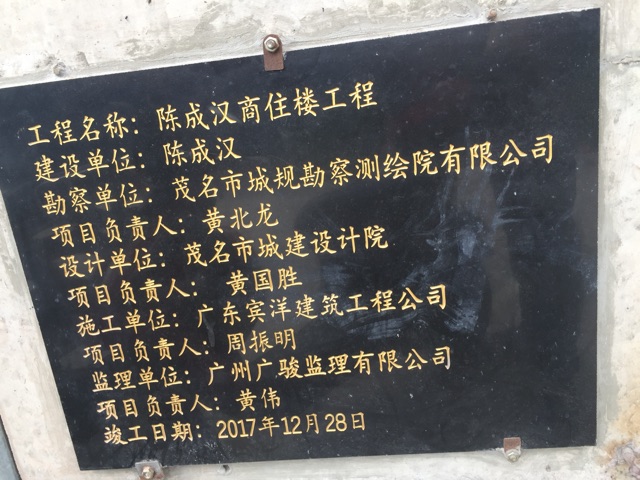 工程名称：陈成汉商住楼工程
建设单位：陈成汉
勘察单位：茂名市城规勘察测绘院有限公司
项目负责人：黄北龙
设计单位：茂名市城建设计院
项目负责人：黄国胜
施工单位：广东宾洋建筑工程公司
项目负责人：周振明
监理单位：广州广骏监理有限公司
项目负责人：黄伟
竣工日期：2017年12月28日